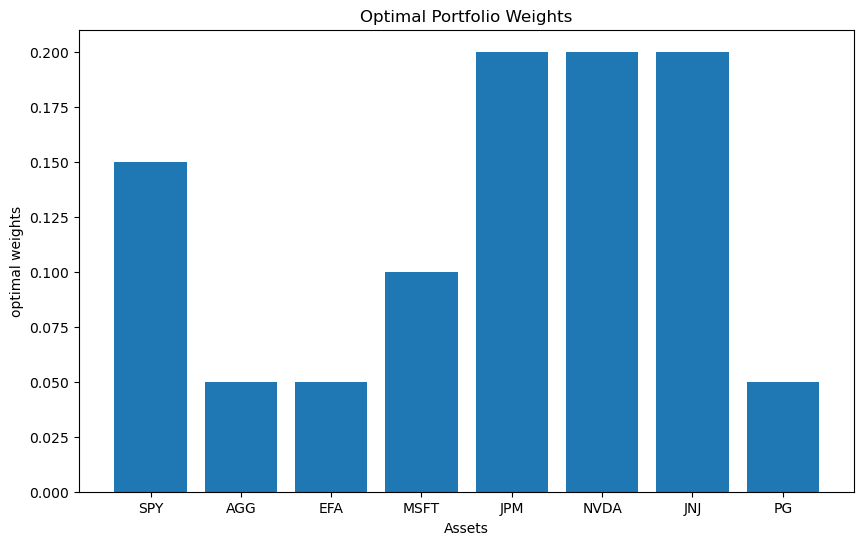 Optimal Portfolio Weights
0.200
0.175
0.150
0.125
0.100
0.075
0.050
0.025
0.000
optimal weights
SPY AGG EFA MSFT JPM NVDA JNJ PG
Assets